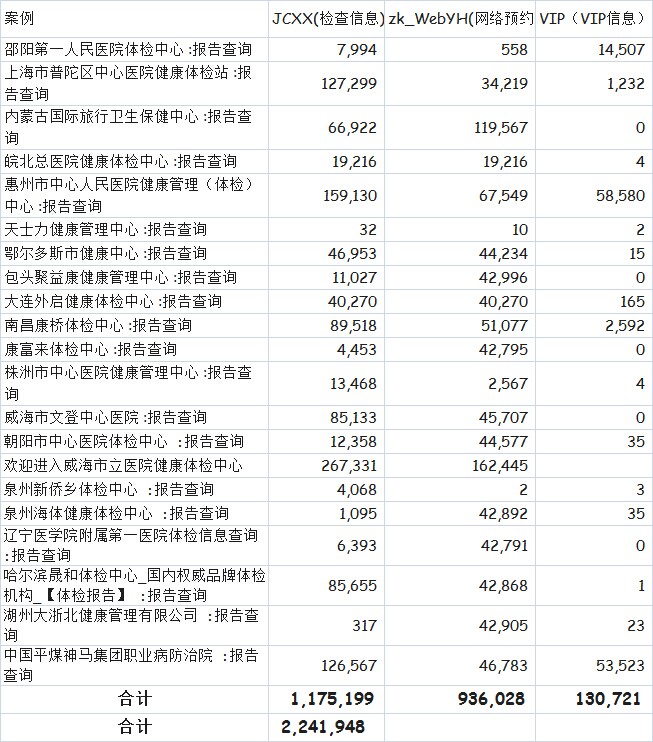 案例 JCXX(检查信息) zk_WebYH(网络预约 VIP（VIP信息）
邵阳第一人民医院体检中心 :报告查询 7,994 558 14,507
上海市普陀区中心医院健康体检站 :报
告查询 127,299 34,219 1,232
内蒙古国际旅行卫生保健中心 :报告查
询 66,922 119,567 0
皖北总医院健康体检中心 :报告查询 19,216 19,216 4
惠州市中心人民医院健康管理（体检）
中心 :报告查询 159,130 67,549 58,580
天士力健康管理中心 :报告查询 32 10 2
鄂尔多斯市健康中心 :报告查询 46,953 44,234 15
包头聚益康健康管理中心 :报告查询 11,027 42,996 0
大连外启健康体检中心 :报告查询 40,270 40,270 165
南昌康桥体检中心 :报告查询 89,518 51,077 2,592
康富来体检中心 :报告查询 4,453 42,795 0
株洲市中心医院健康管理中心 :报告查
询 13,468 2,567 4
威海市文登中心医院 :报告查询 85,133 45,707 0
朝阳市中心医院体检中心 :报告查询 12,358 44,577 35
欢迎进入威海市立医院健康体检中心 267,331 162,445
泉州新侨乡体检中心 :报告查询 4,068 2 3
泉州海体健康体检中心 :报告查询 1,095 42,892 35
辽宁医学院附属第一医院体检信息查询
:报告查询 6,393 42,791 0
哈尔滨晟和体检中心_国内权威品牌体检
机构_【体检报告】 :报告查询 85,655 42,868 1
湖州大浙北健康管理有限公司 :报告查
询 317 42,905 23
中国平煤神马集团职业病防治院 :报告
查询 126,567 46,783 53,523
合计 1,175,199 936,028 130,721
合计 2,241,948